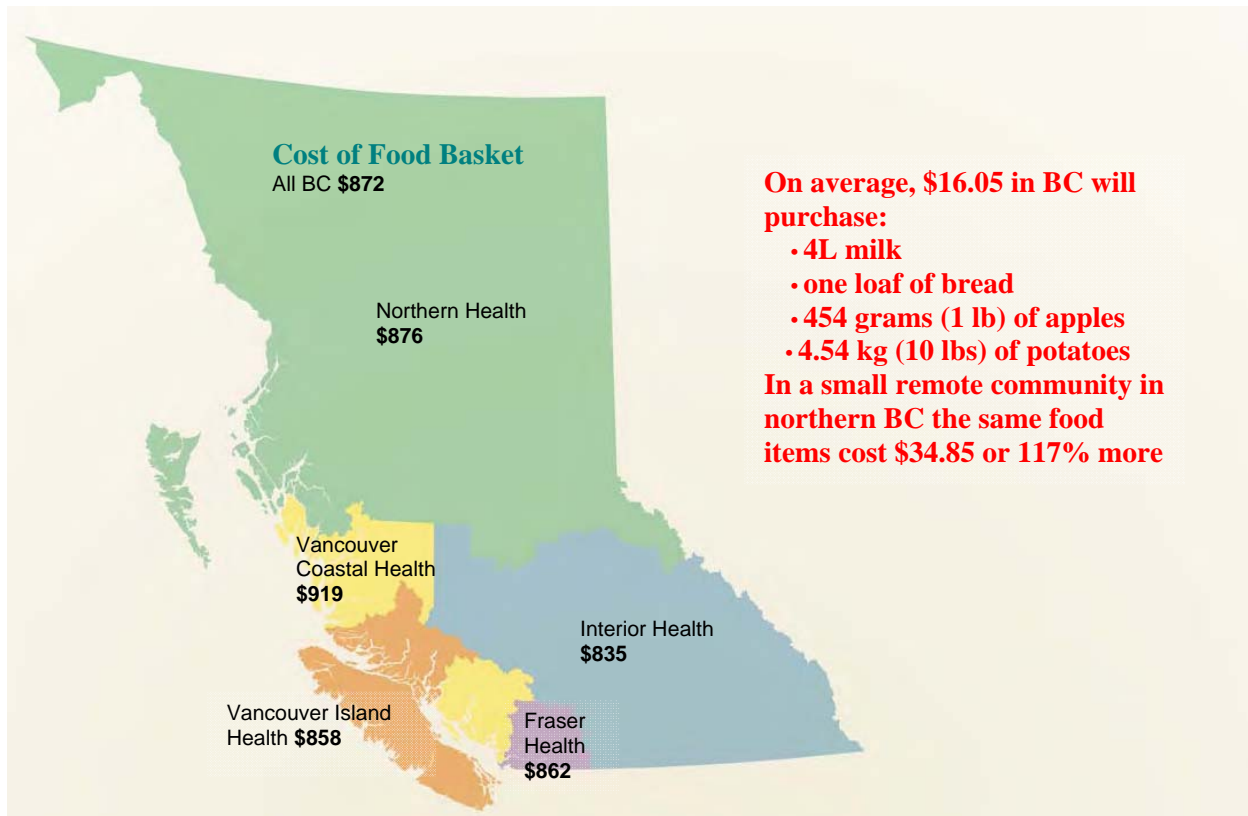 Cost of Food Basket
All BC $872
Northern Health
$876
Vancouver
Coastal Health
$919
Interior Health
$835
Vancouver Island
Health $858
Fraser
Health
$862
On average, $16.05 in BC will
purchase:
• 4L milk
• one loaf of bread
• 454 grams (1 lb) of apples
• 4.54 kg (10 lbs) of potatoes
In a small remote community in
northern BC the same food
items cost $34.85 or 117% more